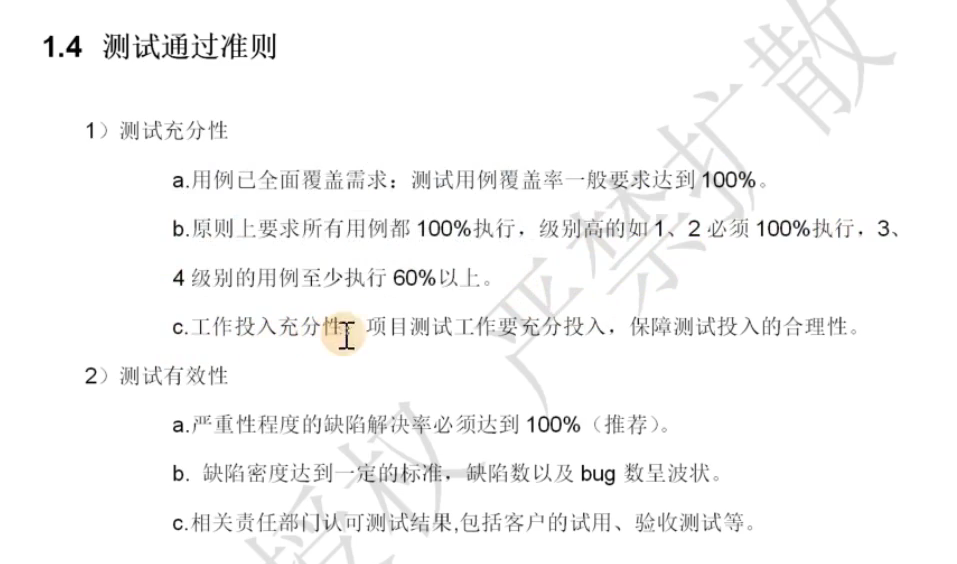 1.4 测试通过准则
1）测试充分性
a.用例已全面覆盖需求：测试用例覆盖率一般要求达到 100%。
b.原则上要求所有用例都 100%执行，级别高的如 1、2 必须 100%执行，3、
4 级别的用例至少执行 60%以上。
c.工作投入充分性：项目测试工作要充分投入，保障测试投入的合理性。
2）测试有效性
a.严重性程度的缺陷解决率必须达到 100%（推荐）。
b. 缺陷密度达到一定的标准，缺陷数以及 bug 数呈波状。
c.相关责任部门认可测试结果,包括客户的试用、验收测试等。
授权 严禁扩散